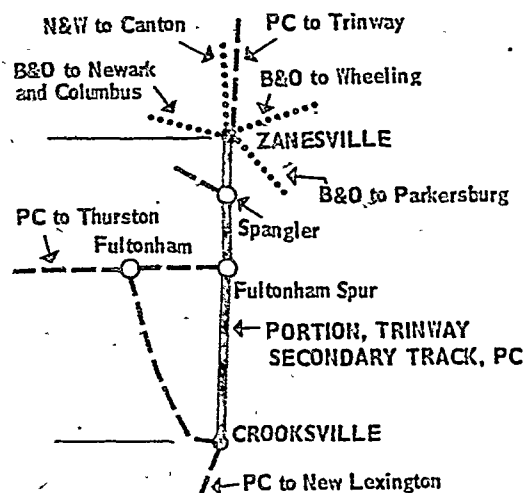 N&W to Canton
PC to Trinway
B&O to Newark
and Columbus
B&O to Wheeling
ZANESVILLE
B&O to Parkersburg
PC to Thurston
Spangler
Fultonham
Fultonham Spur
PORTION, TRINWAY
SECONDARY TRACK, PC
CROOKSVILLE
PC to New Lexington